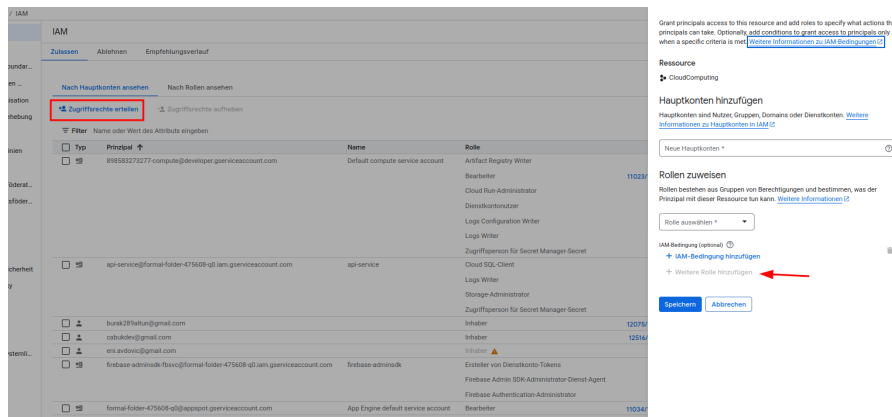 / IAM
IAM
Zulassen Ablehnen Empfehlungsverlauf
Nach Hauptkonten ansehen Nach Rollen ansehen
Zugriffsrechte erteilen Zugriffsrechte aufheben
Filter Name oder Wert des Attributs eingeben
Typ Prinzipal Name Rolle
898583273277-compute@developer.gserviceaccount.com Default compute service account Artifact Registry Writer
Bearbeiter 11023/
Cloud Run-Administrator
Dienstkontonutzer
Logs Configuration Writer
Logs Writer
Zugriffsperson für Secret Manager-Secret
api-service@formal-folder-475608-q0.iam.gserviceaccount.com api-service Cloud SQL-Client
Logs Writer
Storage-Administrator
Zugriffsperson für Secret Manager-Secret
burak289altun@gmail.com Inhaber 12075/
cabukdev@gmail.com Inhaber 12516/
eni.avdovic@gmail.com Inhaber
firebase-adminsdk-fbsvc@formal-folder-475608-q0.iam.gserviceaccount.com firebase-adminsdk Ersteller von Dienstkonto-Tokens
Firebase Admin SDK-Administrator-Dienst-Agent
Firebase Authentication-Administrator
formal-folder-475608-q0@appspot.gserviceaccount.com App Engine default service account Bearbeiter 11034/
Grant principals access to this resource and add roles to specify what actions th
principals can take. Optionally, add conditions to grant access to principals only
when a specific criteria is met. Weitere Informationen zu IAM-Bedingungen
Ressource
CloudComputing
Hauptkonten hinzufügen
Hauptkonten sind Nutzer, Gruppen, Domains oder Dienstkonten. Weitere
Informationen zu Hauptkonten in IAM
Neue Hauptkonten *
Rollen zuweisen
Rollen bestehen aus Gruppen von Berechtigungen und bestimmen, was der
Prinzipal mit dieser Ressource tun kann. Weitere Informationen
Rolle auswählen *
IAM-Bedingung (optional)
+ IAM-Bedingung hinzufügen
+ Weitere Rolle hinzufügen
Speichern Abbrechen